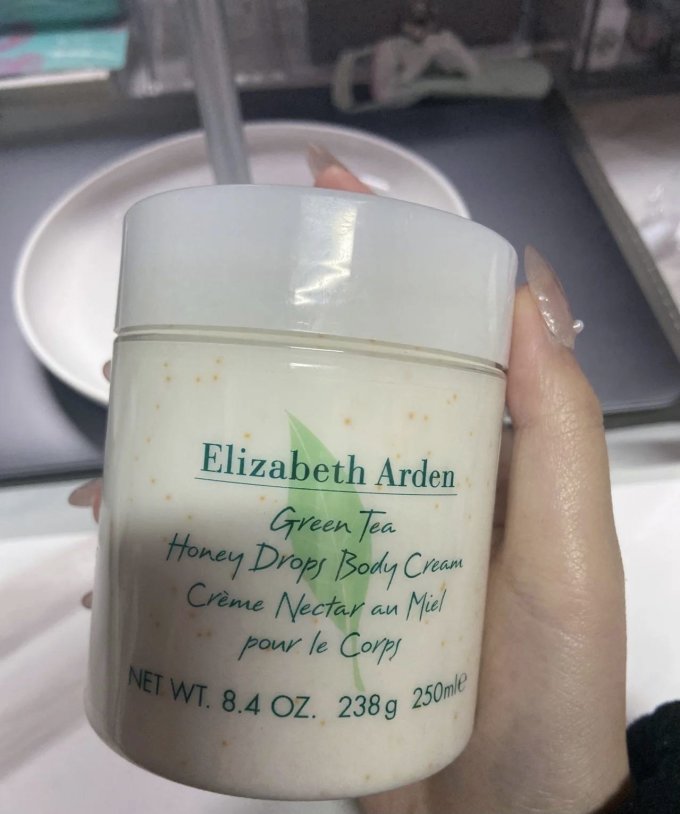 Elizabeth Arden
Green Tea
Honey Drops Body Cream
Crème Nectar au Miel
pour le Corps
NET WT. 8.4 OZ. 238g 250ml℮